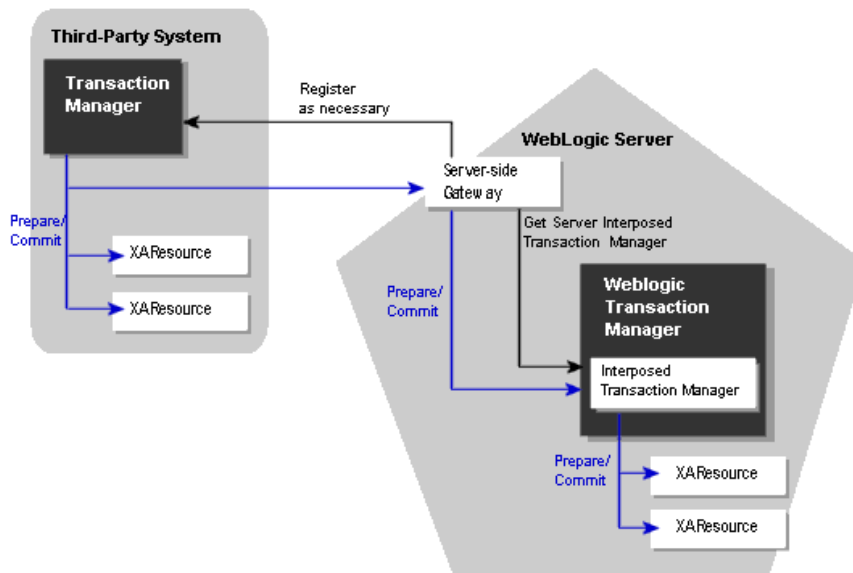 Third-Party System
Transaction
Manager
Register
as necessary
WebLogic Server
Server-side
Gateway
Prepare/
Commit
XAResource
XAResource
Get Server Interposed
Transaction Manager
Prepare/
Commit
Weblogic
Transaction
Manager
Interposed
Transaction Manager
Prepare/
Commit
XAResource
XAResource